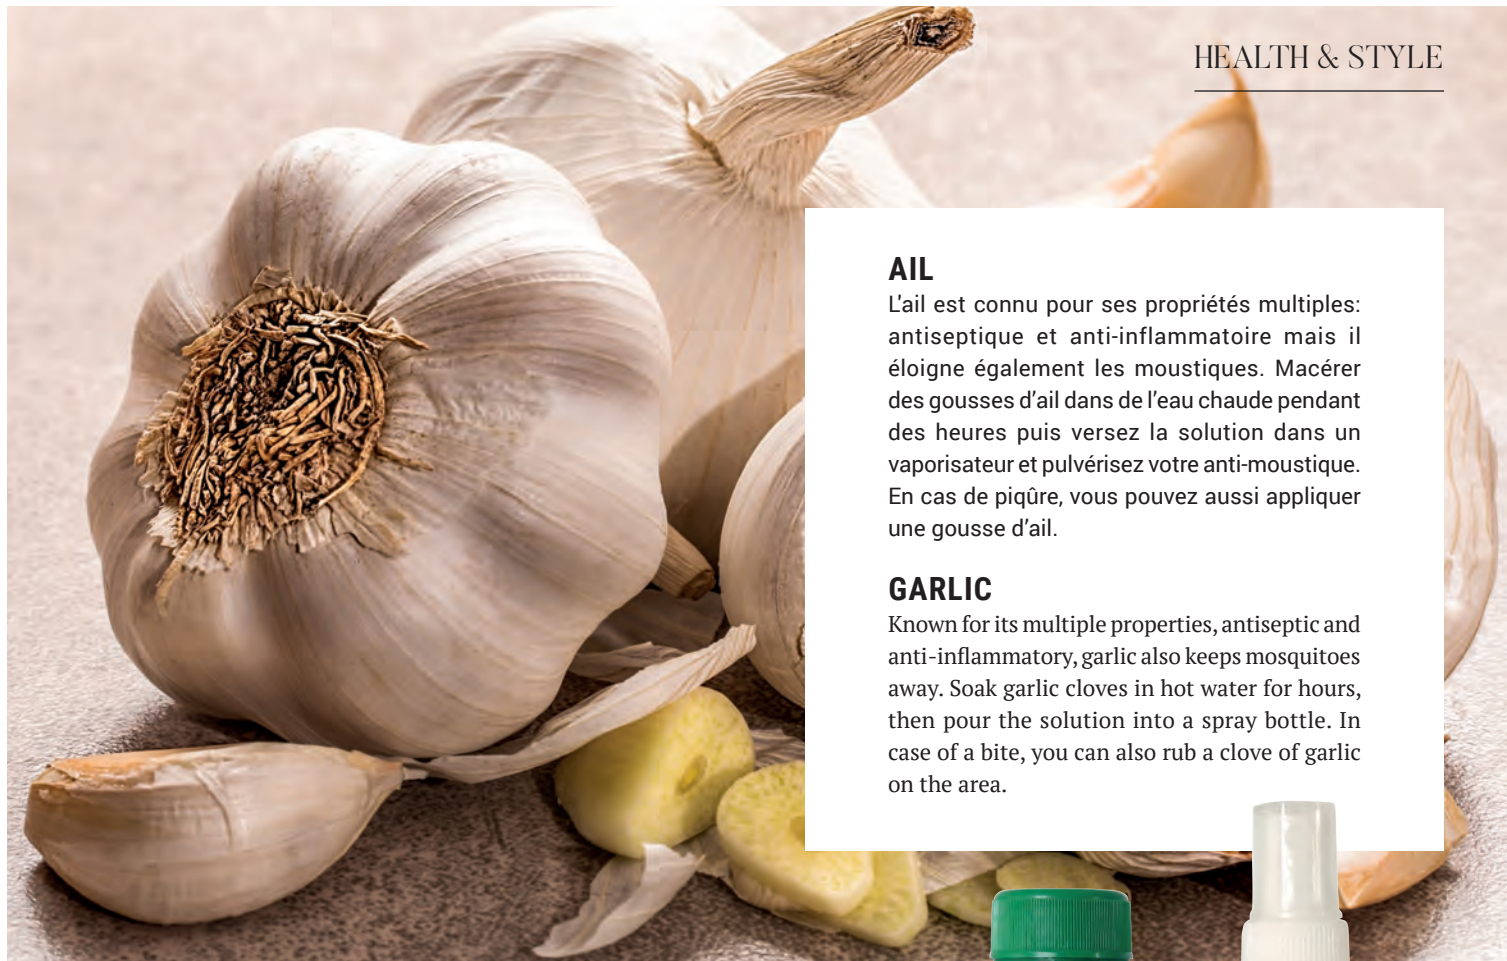 HEALTH & STYLE
AIL
L'ail est connu pour ses propriétés multiples:
antiseptique et anti-inflammatoire mais il
éloigne également les moustiques. Macérer
des gousses d'ail dans de l'eau chaude pendant
des heures puis versez la solution dans un
vaporisateur et pulvérisez votre anti-moustique.
En cas de piqûre, vous pouvez aussi appliquer
une gousse d'ail.
GARLIC
Known for its multiple properties, antiseptic and
anti-inflammatory, garlic also keeps mosquitoes
away. Soak garlic cloves in hot water for hours,
then pour the solution into a spray bottle. In
case of a bite, you can also rub a clove of garlic
on the area.